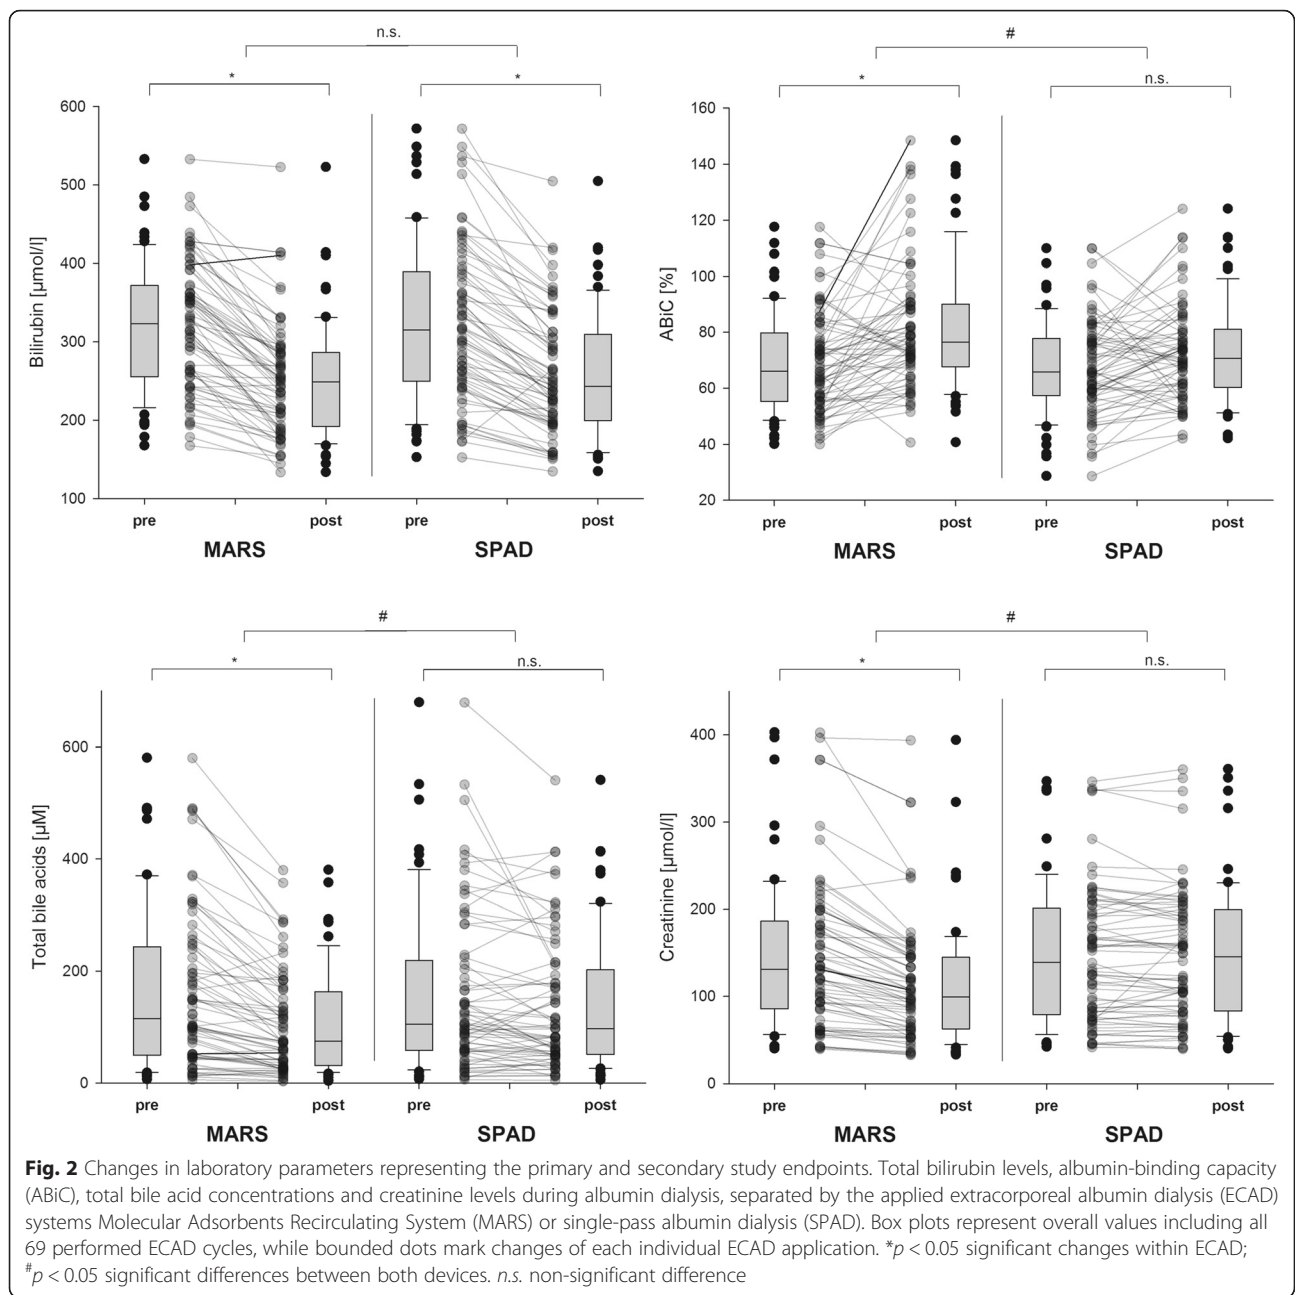 n.s.
*
*
600
500
400
300
200
100
Bilirubin [µmol/l]
pre
post
pre
post
MARS
SPAD
#
*
n.s.
160
140
120
100
80
60
40
20
ABiC [%]
pre
post
pre
post
MARS
SPAD
#
*
n.s.
600
400
200
0
Total bile acids [µM]
pre
post
pre
post
MARS
SPAD
#
*
n.s.
400
300
200
100
0
Creatinine [µmol/l]
pre
post
pre
post
MARS
SPAD
Fig. 2 Changes in laboratory parameters representing the primary and secondary study endpoints. Total bilirubin levels, albumin-binding capacity
(ABiC), total bile acid concentrations and creatinine levels during albumin dialysis, separated by the applied extracorporeal albumin dialysis (ECAD)
systems Molecular Adsorbents Recirculating System (MARS) or single-pass albumin dialysis (SPAD). Box plots represent overall values including all
69 performed ECAD cycles, while bounded dots mark changes of each individual ECAD application. *p < 0.05 significant changes within ECAD;
#p < 0.05 significant differences between both devices. n.s. non-significant difference